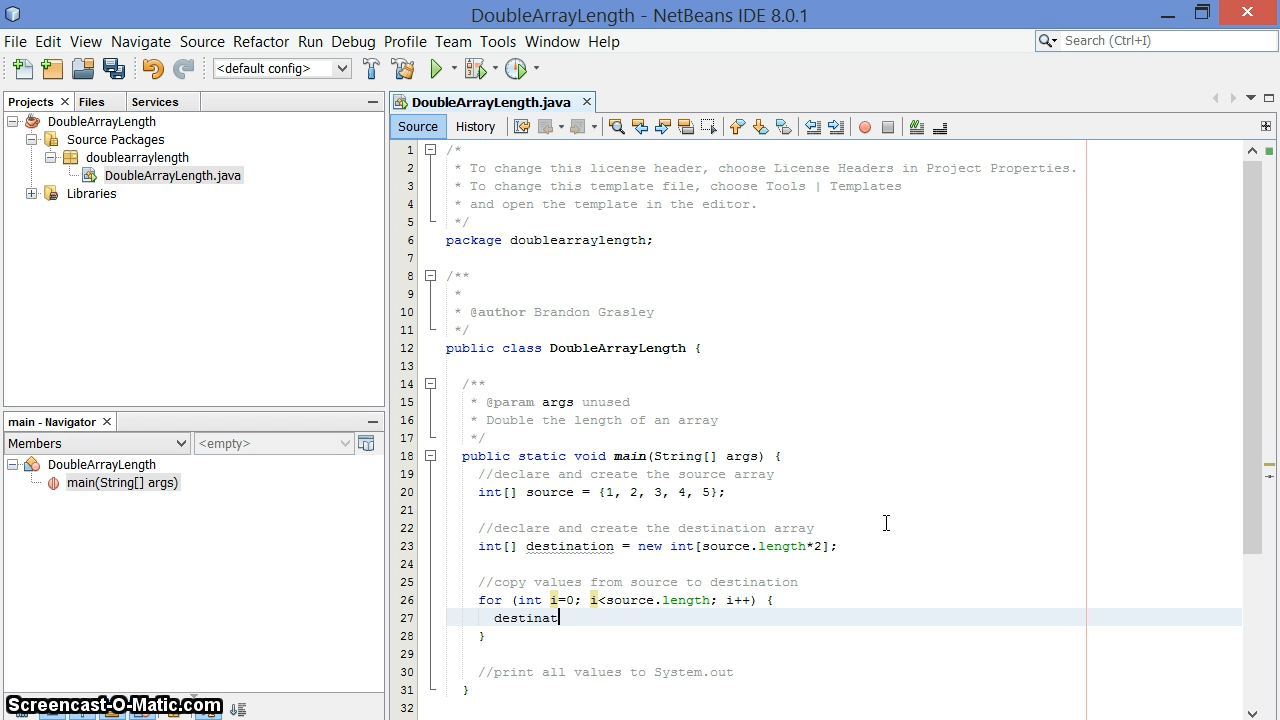 DoubleArrayLength - NetBeans IDE 8.0.1
File Edit View Navigate Source Refactor Run Debug Profile Team Tools Window Help
Search (Ctrl+I)
<default config>
Projects Files Services
DoubleArrayLength
Source Packages
doublearraylength
DoubleArrayLength.java
Libraries
main - Navigator
Members <empty>
DoubleArrayLength
main(String[] args)
DoubleArrayLength.java
Source History
1 /*
2 * To change this license header, choose License Headers in Project Properties.
3 * To change this template file, choose Tools | Templates
4 * and open the template in the editor.
5 */
6 package doublearraylength;
7
8 /**
9 *
10 * @author Brandon Grasley
11 */
12 public class DoubleArrayLength {
13
14 /**
15 * @param args unused
16 * Double the length of an array
17 */
18 public static void main(String[] args) {
19 //declare and create the source array
20 int[] source = {1, 2, 3, 4, 5};
21
22 //declare and create the destination array
23 int[] destination = new int[source.length*2];
24
25 //copy values from source to destination
26 for (int i=0; i<source.length; i++) {
27 destinat
28 }
29
30 //print all values to System.out
31 }
32
Screencast-O-Matic.com